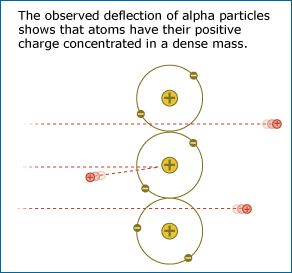 The observed deflection of alpha particles
shows that atoms have their positive
charge concentrated in a dense mass.